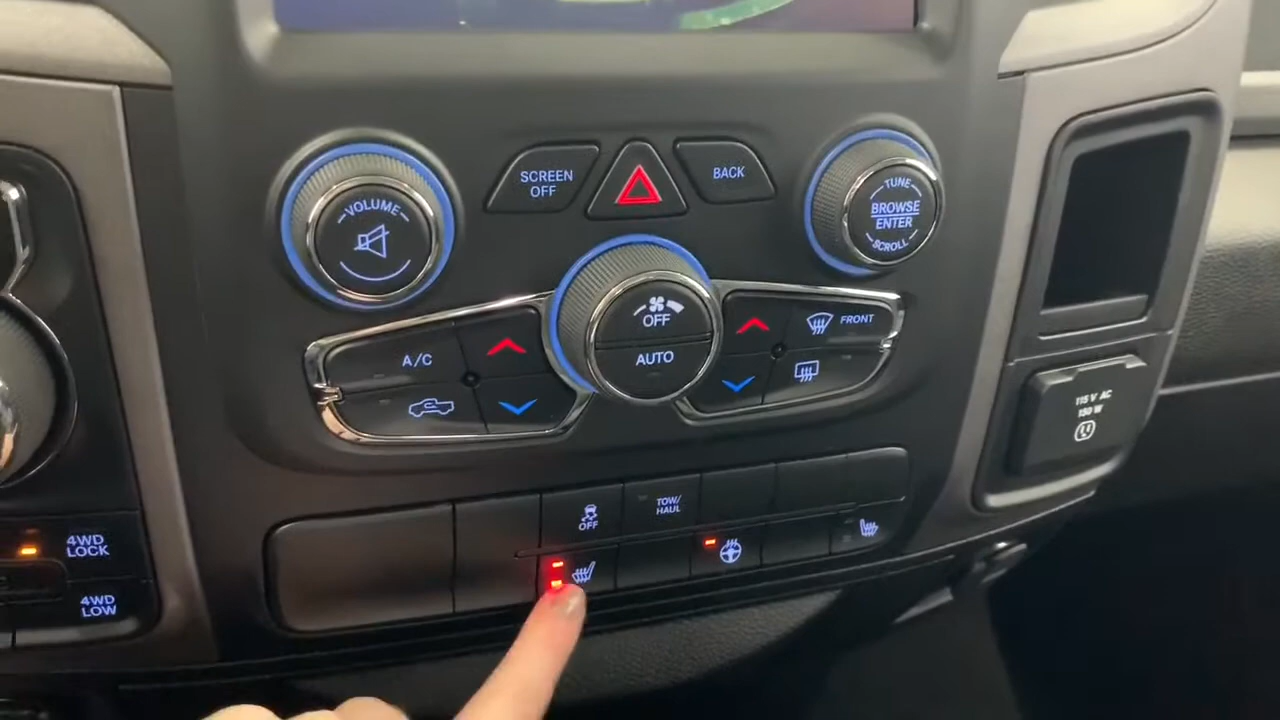 VOLUME
SCREEN
OFF
BACK
TUNE
BROWSE
ENTER
SCROLL
A/C
OFF
AUTO
FRONT
115 V AC
150 W
OFF
TOW/
HAUL
4WD
LOCK
4WD
LOW